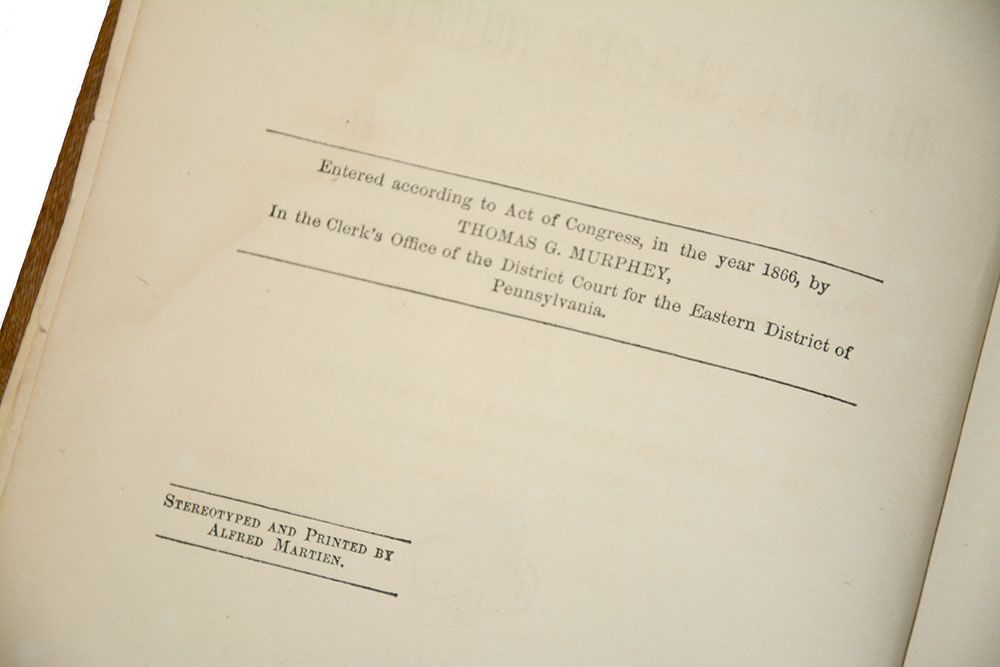 Entered according to Act of Congress, in the year 1866, by
THOMAS G. MURPHEY,
In the Clerk's Office of the District Court for the Eastern District of
Pennsylvania.
STEREOTYPED AND PRINTED BY
ALFRED MARTIEN.